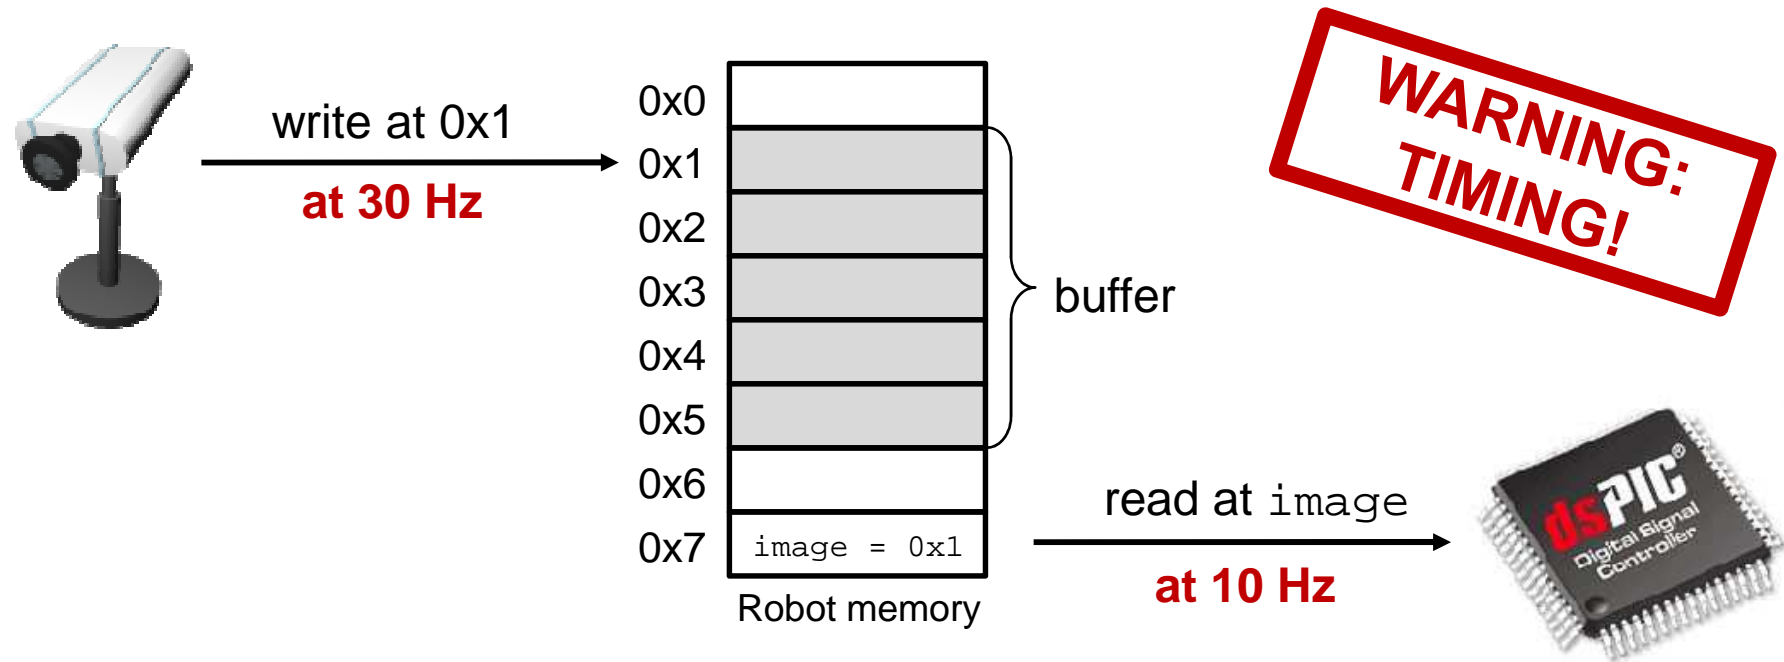 write at 0x1
at 30 Hz
0x0
0x1
0x2
0x3
0x4
0x5
0x6
0x7
image = 0x1
Robot memory
buffer
WARNING:
TIMING!
read at image
at 10 Hz
dsPIC®
Digital Signal
Controller